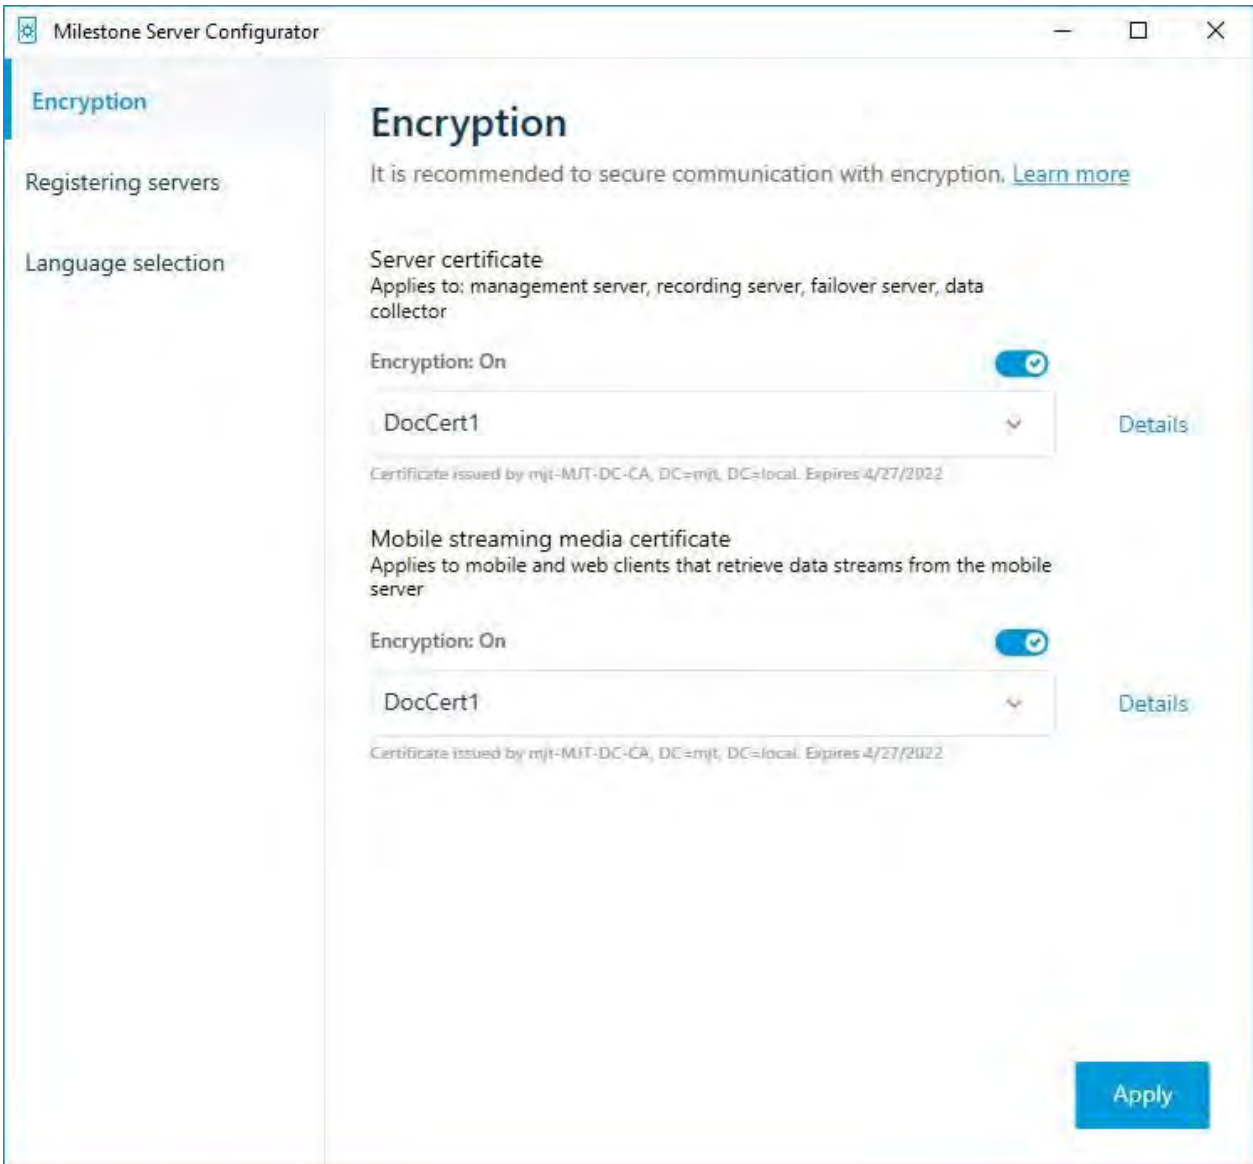 Milestone Server Configurator
Encryption
Registering servers
Language selection
Encryption
It is recommended to secure communication with encryption. Learn more
Server certificate
Applies to: management server, recording server, failover server, data
collector
Encryption: On
DocCert1
Details
Certificate issued by mjt-MJT-DC-CA, DC=mjt, DC=local. Expires 4/27/2022
Mobile streaming media certificate
Applies to mobile and web clients that retrieve data streams from the mobile
server
Encryption: On
DocCert1
Details
Certificate issued by mjt-MJT-DC-CA, DC=mjt, DC=local. Expires 4/27/2022
Apply